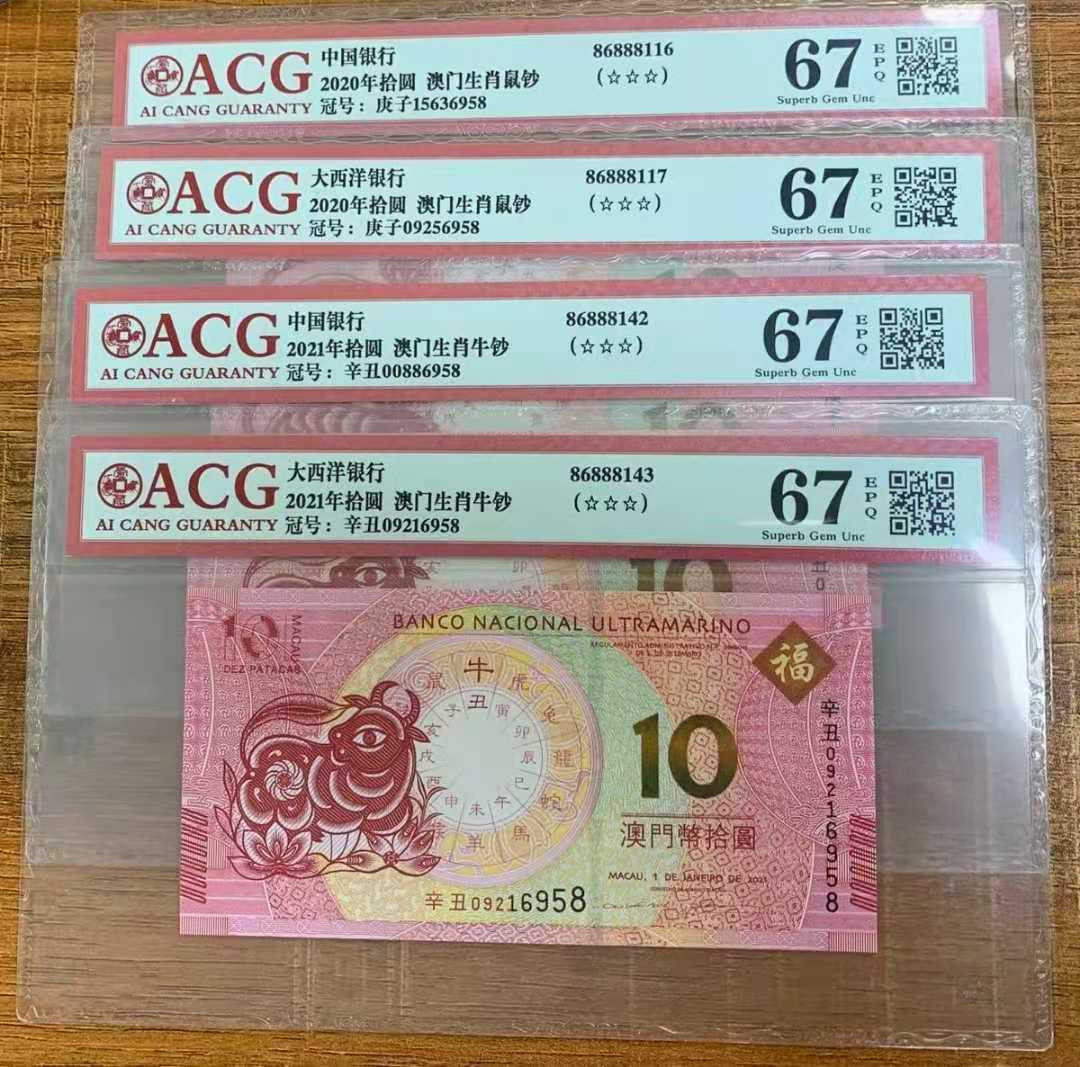 ACG
AI CANG GUARANTY
中国银行
2020年拾圆 澳门生肖鼠钞
冠号：庚子15636958
86888116
(☆☆☆)
67
EPQ
Superb Gem Unc
ACG
AI CANG GUARANTY
大西洋银行
2020年拾圆 澳门生肖鼠钞
冠号：庚子09256958
86888117
(☆☆☆)
67
EPQ
Superb Gem Unc
ACG
AI CANG GUARANTY
中国银行
2021年拾圆 澳门生肖牛钞
冠号：辛丑00886958
86888142
(☆☆☆)
67
EPQ
Superb Gem Unc
ACG
AI CANG GUARANTY
大西洋银行
2021年拾圆 澳门生肖牛钞
冠号：辛丑09216958
86888143
(☆☆☆)
67
EPQ
Superb Gem Unc
10
BANCO NACIONAL ULTRAMARINO
10
MACAU
DEZ PATACAS
福
牛
鼠 虎
丑
子 寅
兔
亥 卯
戌 辰 龍
酉 巳
蛇
申 未 午
羊 馬
10
澳門幣拾圓
MACAU, 1 DE JANEIRO DE 2021
辛丑09216958
辛丑09216958